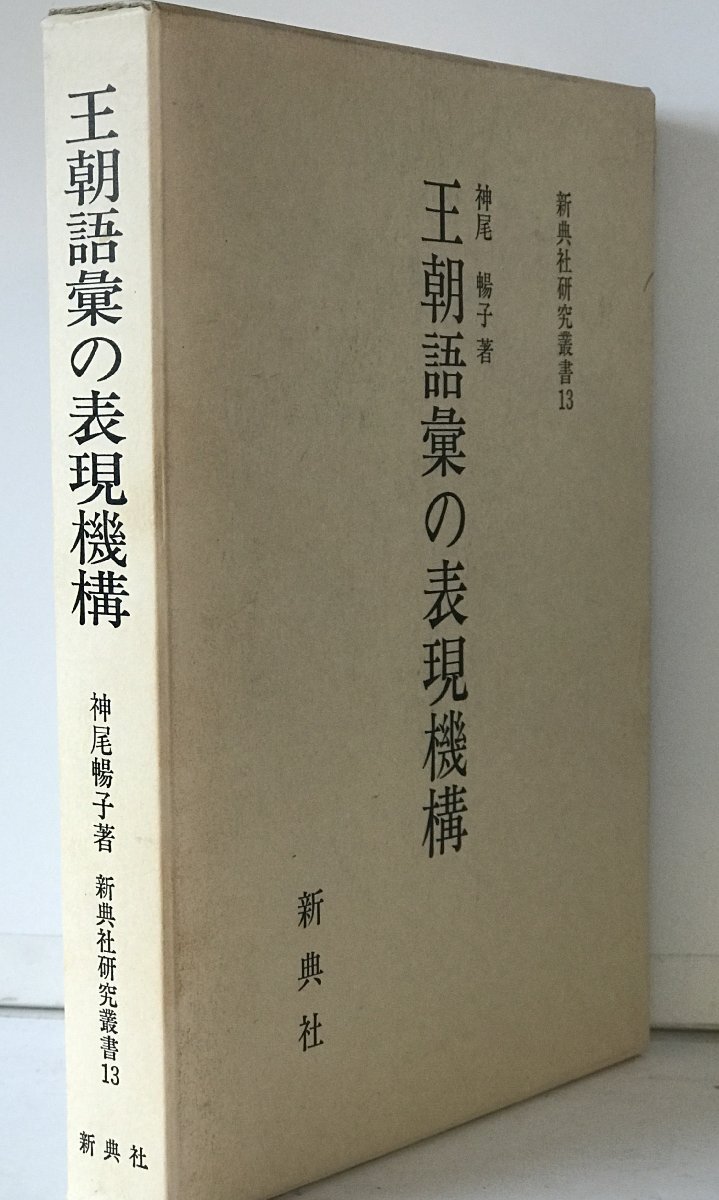 新典社研究叢書13
神尾 暢子著
王朝語彙の表現機構
新典社
王朝語彙の表現機構
神尾暢子著
新典社研究叢書13
新典社